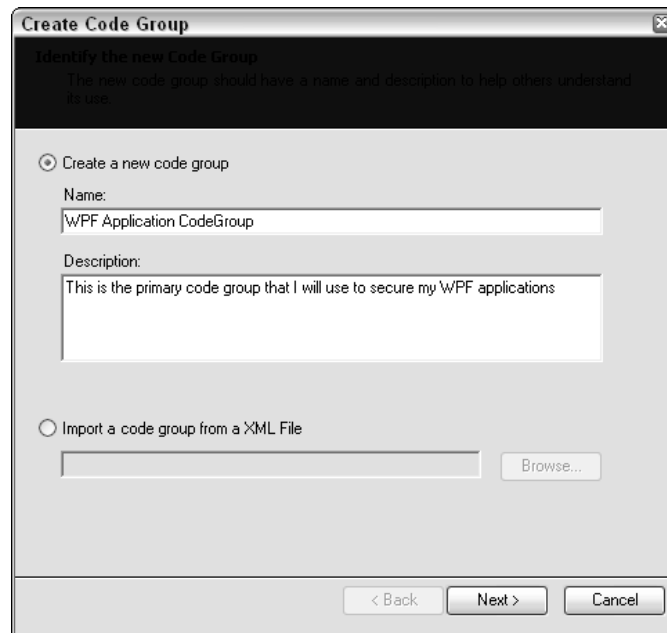 Create Code Group
Identify the new Code Group
The new code group should have a name and description to help others understand
its use.
Create a new code group
Name:
WPF Application CodeGroup
Description:
This is the primary code group that I will use to secure my WPF applications
Import a code group from a XML File
Browse...
< Back
Next >
Cancel